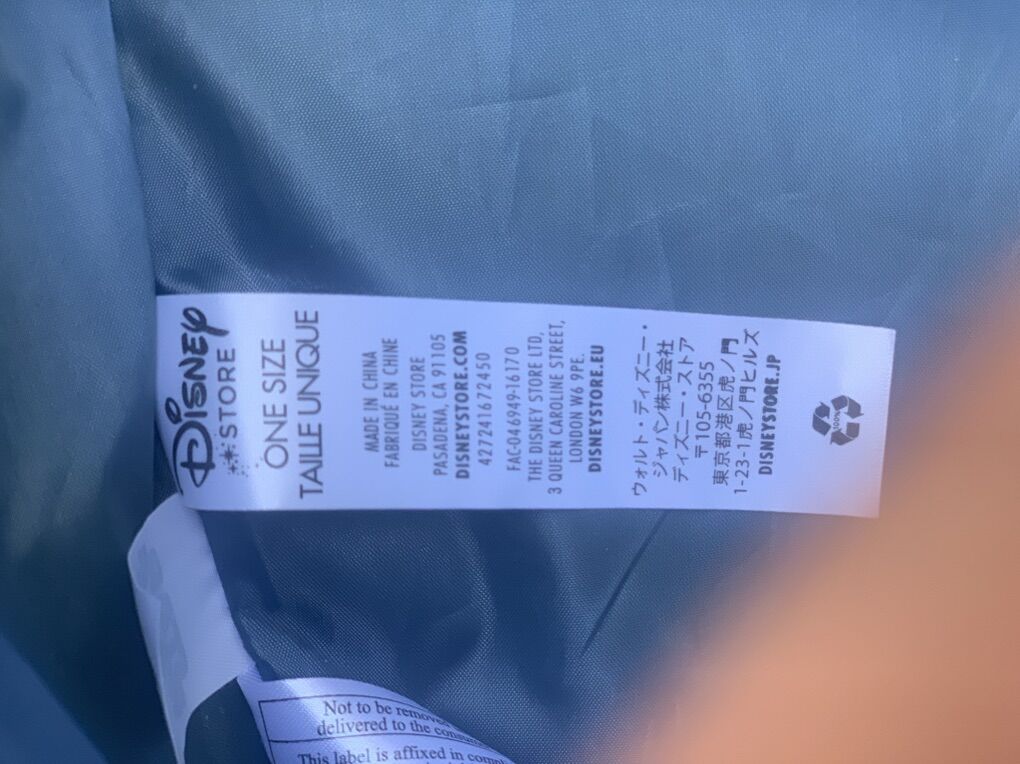 Disney
STORE
ONE SIZE
TAILLE UNIQUE
MADE IN CHINA
FABRIQUÉ EN CHINE
DISNEY STORE
PASADENA, CA 91105
DISNEYSTORE.COM
427241672450
FAC-046949-16170
THE DISNEY STORE LTD,
3 QUEEN CAROLINE STREET,
LONDON W6 9PE.
DISNEYSTORE.EU
ウォルト・ディズニー・
ジャパン株式会社
ディズニー・ストア
〒105-6355
東京都港区虎ノ門
1-23-1虎ノ門ヒルズ
DISNEYSTORE.JP
100%
Not to be removed
delivered to the
This label is affixed in